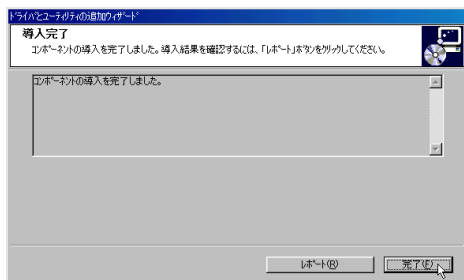 ドライバとユーティリティの追加ウィザード
導入完了
コンポーネントの導入を完了しました。導入結果を確認するには、「レポート」ボタンをクリックしてください。
コンポーネントの導入を完了しました。
レポート(R)
完了(F)